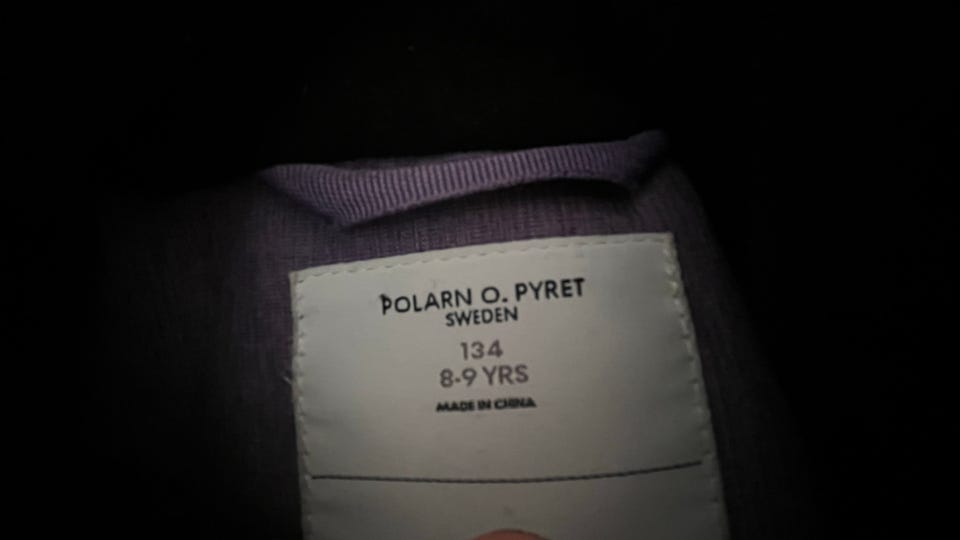 POLARN O. PYRET
SWEDEN
134
8-9 YRS
MADE IN CHINA